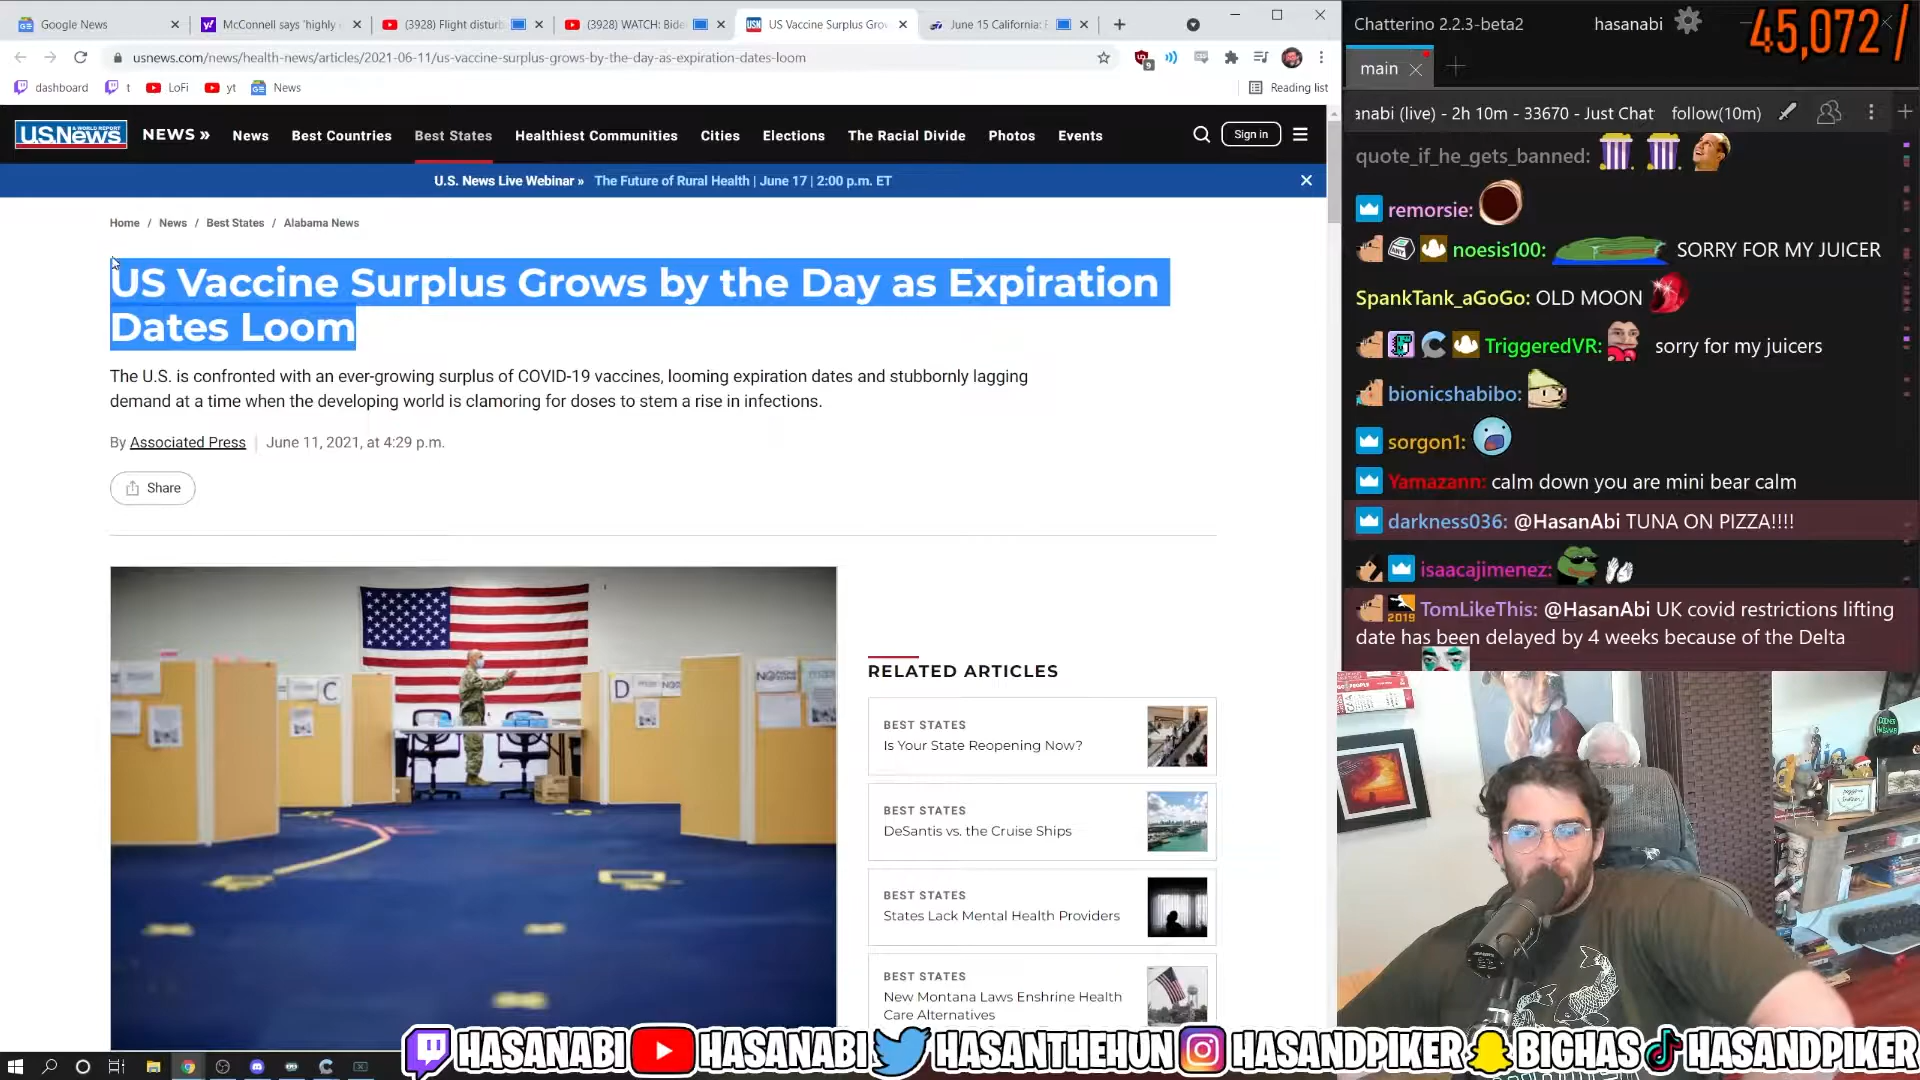 Google News
McConnell says 'highly
(3928) Flight disturb
(3928) WATCH: Bide
US Vaccine Surplus Gro
June 15 California:
usnews.com/news/health-news/articles/2021-06-11/us-vaccine-surplus-grows-by-the-day-as-expiration-dates-loom
dashboard t LoFi yt News
Reading list
U.S.News NEWS » News Best Countries Best States Healthiest Communities Cities Elections The Racial Divide Photos Events Sign in
U.S. News Live Webinar » The Future of Rural Health | June 17 | 2:00 p.m. ET
Home / News / Best States / Alabama News
US Vaccine Surplus Grows by the Day as Expiration
Dates Loom
The U.S. is confronted with an ever-growing surplus of COVID-19 vaccines, looming expiration dates and stubbornly lagging
demand at a time when the developing world is clamoring for doses to stem a rise in infections.
By Associated Press | June 11, 2021, at 4:29 p.m.
Share
C
D
RELATED ARTICLES
BEST STATES
Is Your State Reopening Now?
BEST STATES
DeSantis vs. the Cruise Ships
BEST STATES
States Lack Mental Health Providers
BEST STATES
New Montana Laws Enshrine Health
Care Alternatives
Chatterino 2.2.3-beta2 hasanabi
45,072 /
main
anabi (live) - 2h 10m - 33670 - Just Chat follow(10m)
quote_if_he_gets_banned:
remorsie:
noesis100: SORRY FOR MY JUICER
SpankTank_aGoGo: OLD MOON
TriggeredVR: sorry for my juicers
bionicshabibo:
sorgon1:
Yamazann: calm down you are mini bear calm
darkness036: @HasanAbi TUNA ON PIZZA!!!!
isaacajimenez:
2019 TomLikeThis: @HasanAbi UK covid restrictions lifting
date has been delayed by 4 weeks because of the Delta
HASANABI HASANABI HASANTHEHUN HASANDPIKER BIGHAS HASANDPIKER